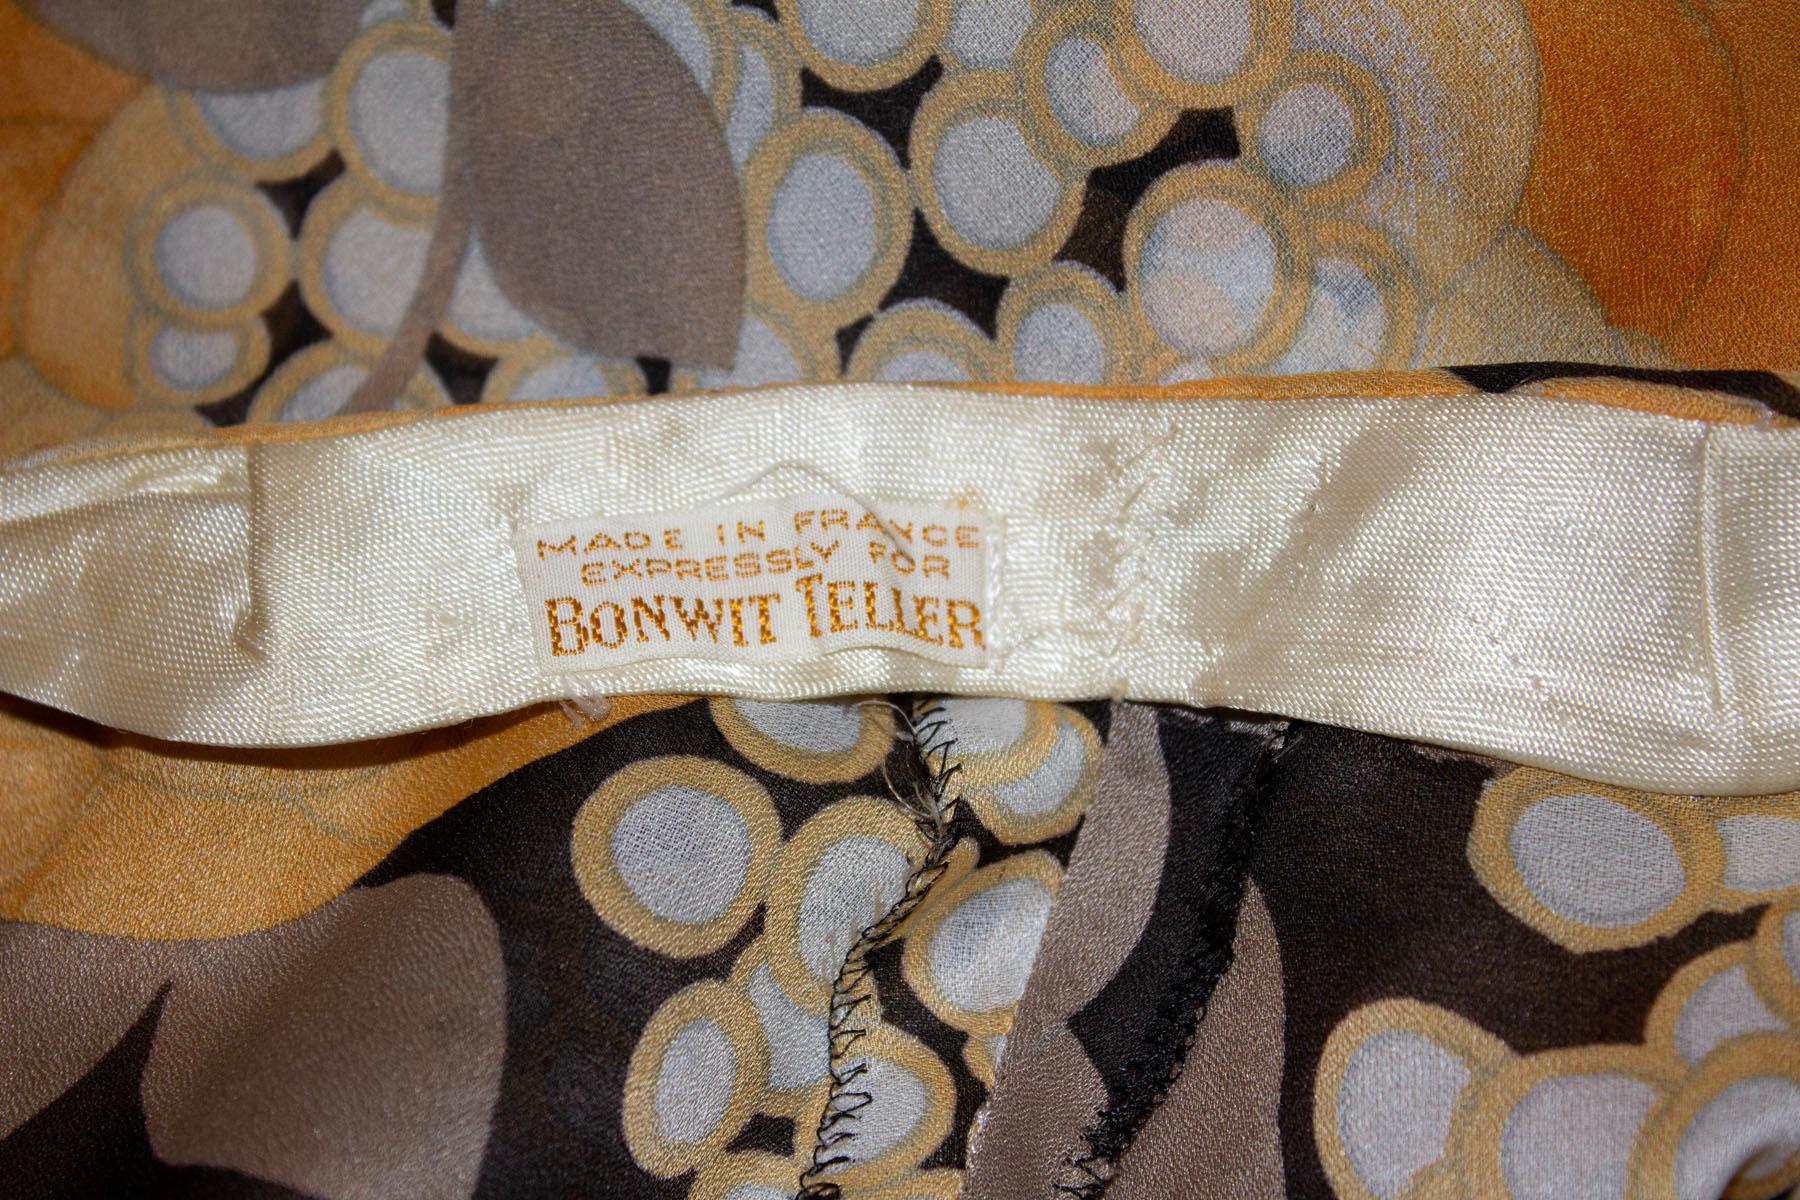 MADE IN FRANCE
EXPRESSLY FOR
BONWIT TELLER